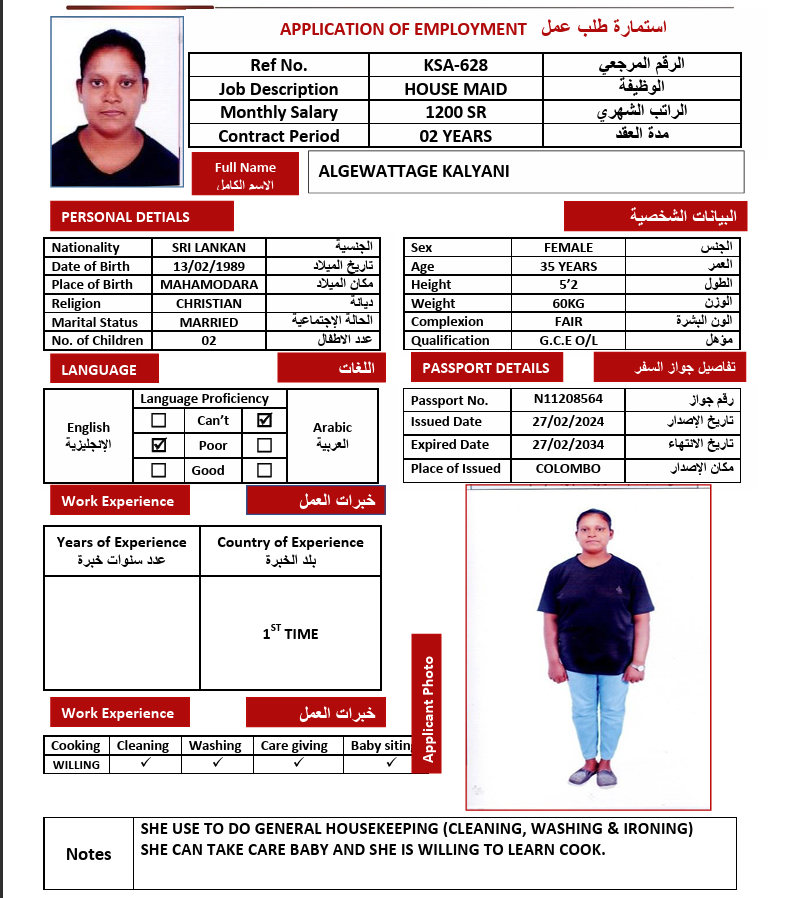 APPLICATION OF EMPLOYMENT استمارة طلب عمل
Ref No. KSA-628 الرقم المرجعي
Job Description HOUSE MAID الوظيفة
Monthly Salary 1200 SR الراتب الشهري
Contract Period 02 YEARS مدة العقد
Full Name ALGEWATTAGE KALYANI
الاسم الكامل
PERSONAL DETIALS البيانات الشخصية
Nationality SRI LANKAN الجنسية
Date of Birth 13/02/1989 تاريخ الميلاد
Place of Birth MAHAMODARA مكان الميلاد
Religion CHRISTIAN ديانة
Marital Status MARRIED الحالة الإجتماعية
No. of Children 02 عدد الاطفال
Sex FEMALE الجنس
Age 35 YEARS العمر
Height 5’2 الطول
Weight 60KG الوزن
Complexion FAIR الون البشرة
Qualification G.C.E O/L مؤهل
LANGUAGE اللغات
Language Proficiency
English
الإنجليزية
☐ Can’t ☑
☑ Poor ☐
☐ Good ☐
Arabic
العربية
PASSPORT DETAILS تفاصيل جواز السفر
Passport No. N11208564 رقم جواز
Issued Date 27/02/2024 تاريخ الإصدار
Expired Date 27/02/2034 تاريخ الانتهاء
Place of Issued COLOMBO مكان الإصدار
Work Experience خبرات العمل
Years of Experience Country of Experience
عدد سنوات خبرة بلد الخبرة
1ST TIME
Work Experience خبرات العمل
Cooking Cleaning Washing Care giving Baby sitin
WILLING ✓ ✓ ✓ ✓
Applicant Photo
Notes
SHE USE TO DO GENERAL HOUSEKEEPING (CLEANING, WASHING & IRONING)
SHE CAN TAKE CARE BABY AND SHE IS WILLING TO LEARN COOK.